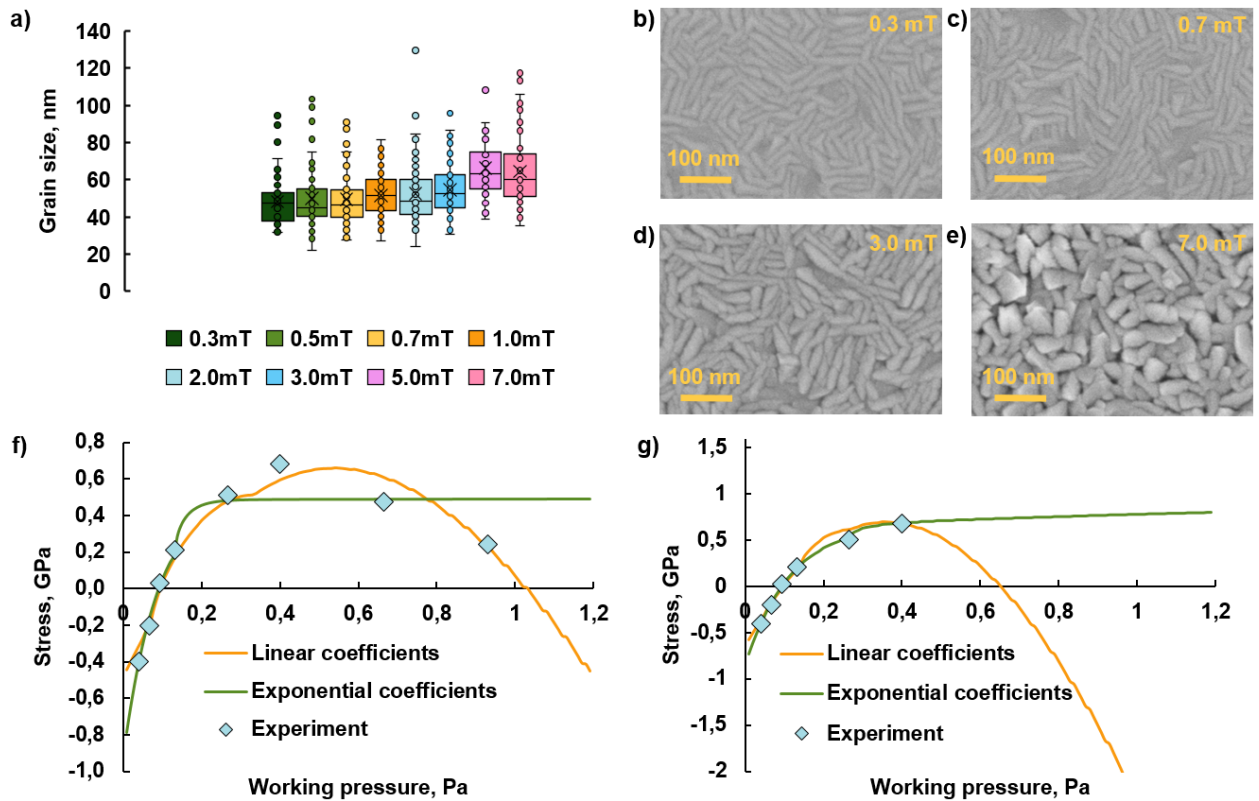 a)
140
120
100
80
60
40
20
0
Grain size, nm
0.3mT 0.5mT 0.7mT 1.0mT
2.0mT 3.0mT 5.0mT 7.0mT
b)
0.3 mT
100 nm
c)
0.7 mT
100 nm
d)
3.0 mT
100 nm
e)
7.0 mT
100 nm
f)
0,8
0,6
0,4
0,2
0,0
-0,2
-0,4
-0,6
-0,8
-1,0
Stress, GPa
0 0,2 0,4 0,6 0,8 1 1,2
Linear coefficients
Exponential coefficients
Experiment
Working pressure, Pa
g)
1,5
1
0,5
0
-0,5
-1
-1,5
-2
Stress, GPa
0 0,2 0,4 0,6 0,8 1 1,2
Linear coefficients
Exponential coefficients
Experiment
Working pressure, Pa